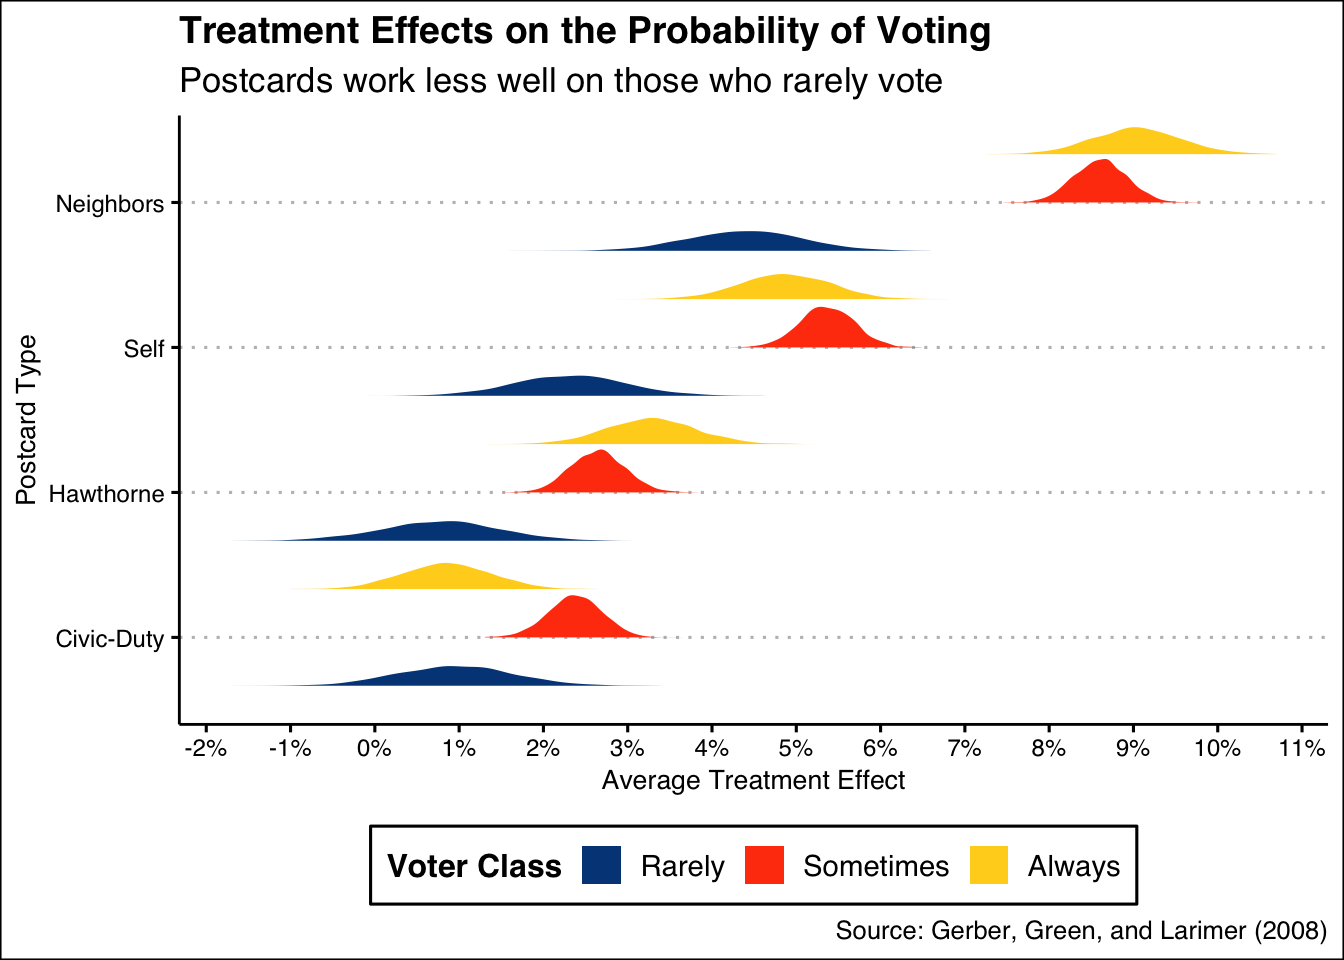 Treatment Effects on the Probability of Voting
Postcards work less well on those who rarely vote
Postcard Type
Neighbors
Self
Hawthorne
Civic-Duty
-2% -1% 0% 1% 2% 3% 4% 5% 6% 7% 8% 9% 10% 11%
Average Treatment Effect
Voter Class Rarely Sometimes Always
Source: Gerber, Green, and Larimer (2008)